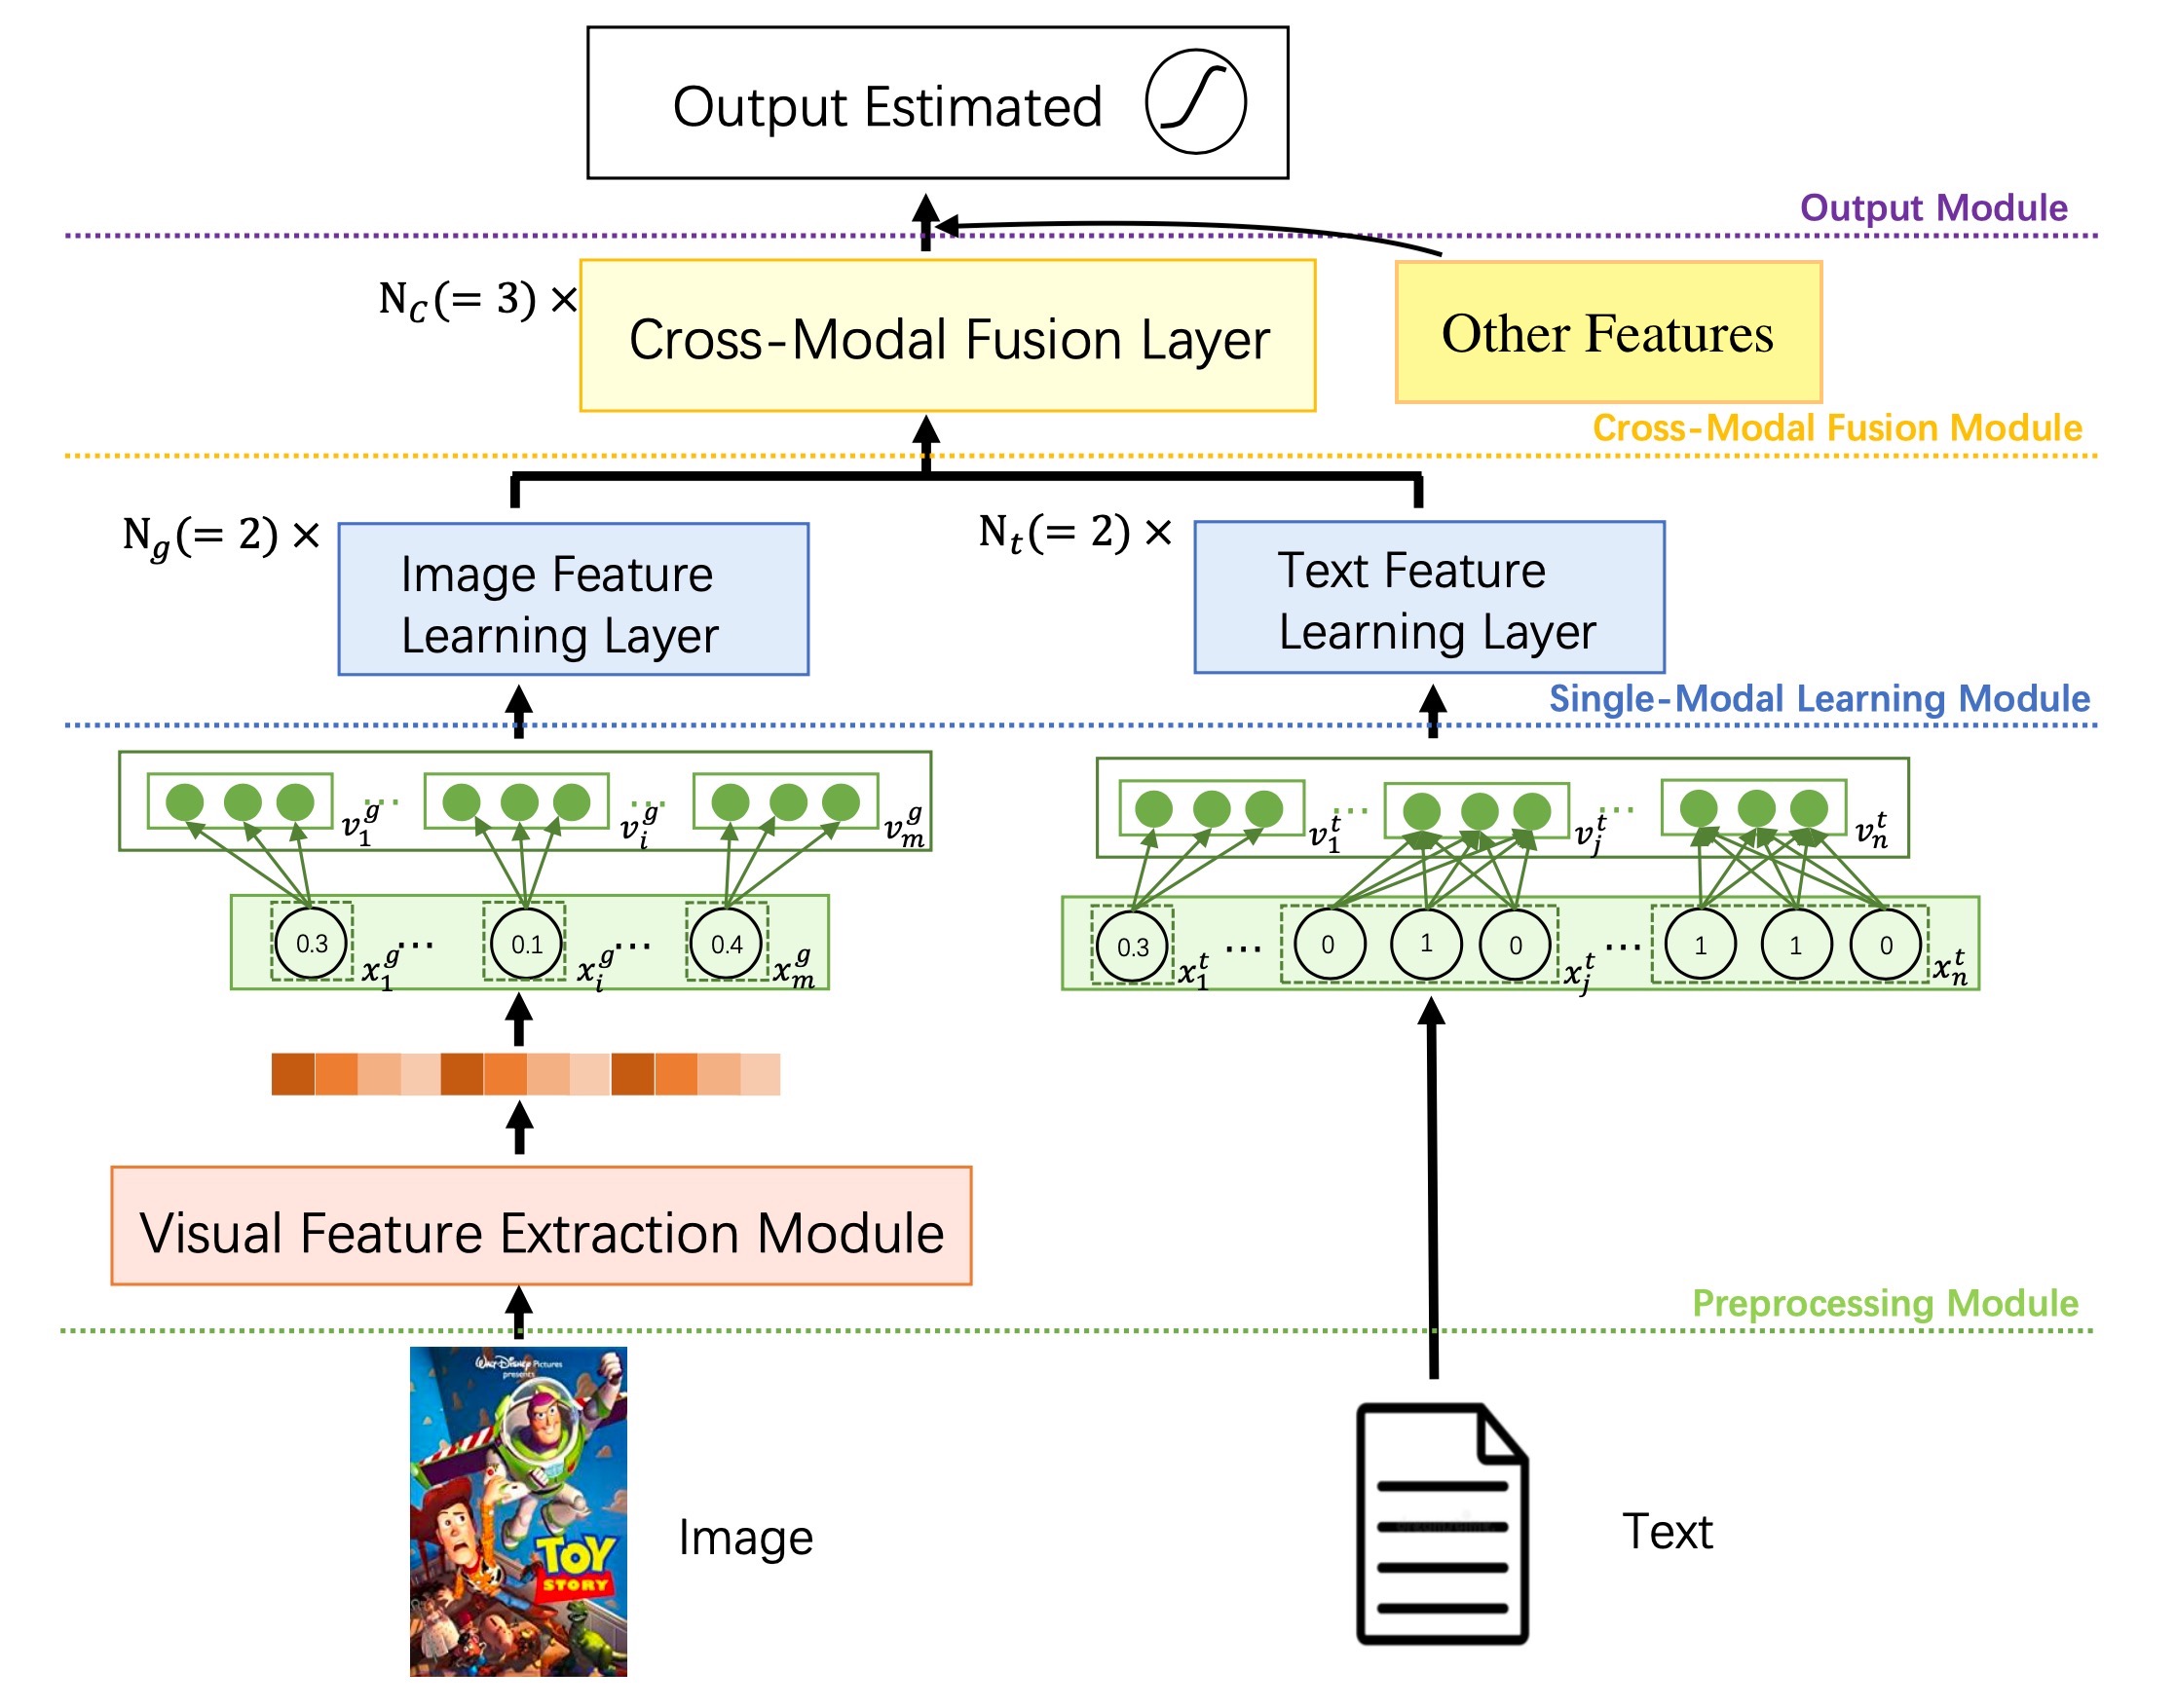 Output Estimated
Output Module
N_C(= 3) ×
Cross-Modal Fusion Layer
Other Features
Cross-Modal Fusion Module
N_g(= 2) ×
Image Feature
Learning Layer
N_t(= 2) ×
Text Feature
Learning Layer
Single-Modal Learning Module
... v_1^g ... v_i^g v_m^g
v_1^t ... v_j^t ... v_n^t
0.3 x_1^g ... 0.1 x_i^g ... 0.4 x_m^g
0.3 x_1^t ... 0 1 0 x_j^t ... 1 1 0 x_n^t
Visual Feature Extraction Module
Preprocessing Module
Walt Disney Pictures
presents
TOY
STORY
Image
Text